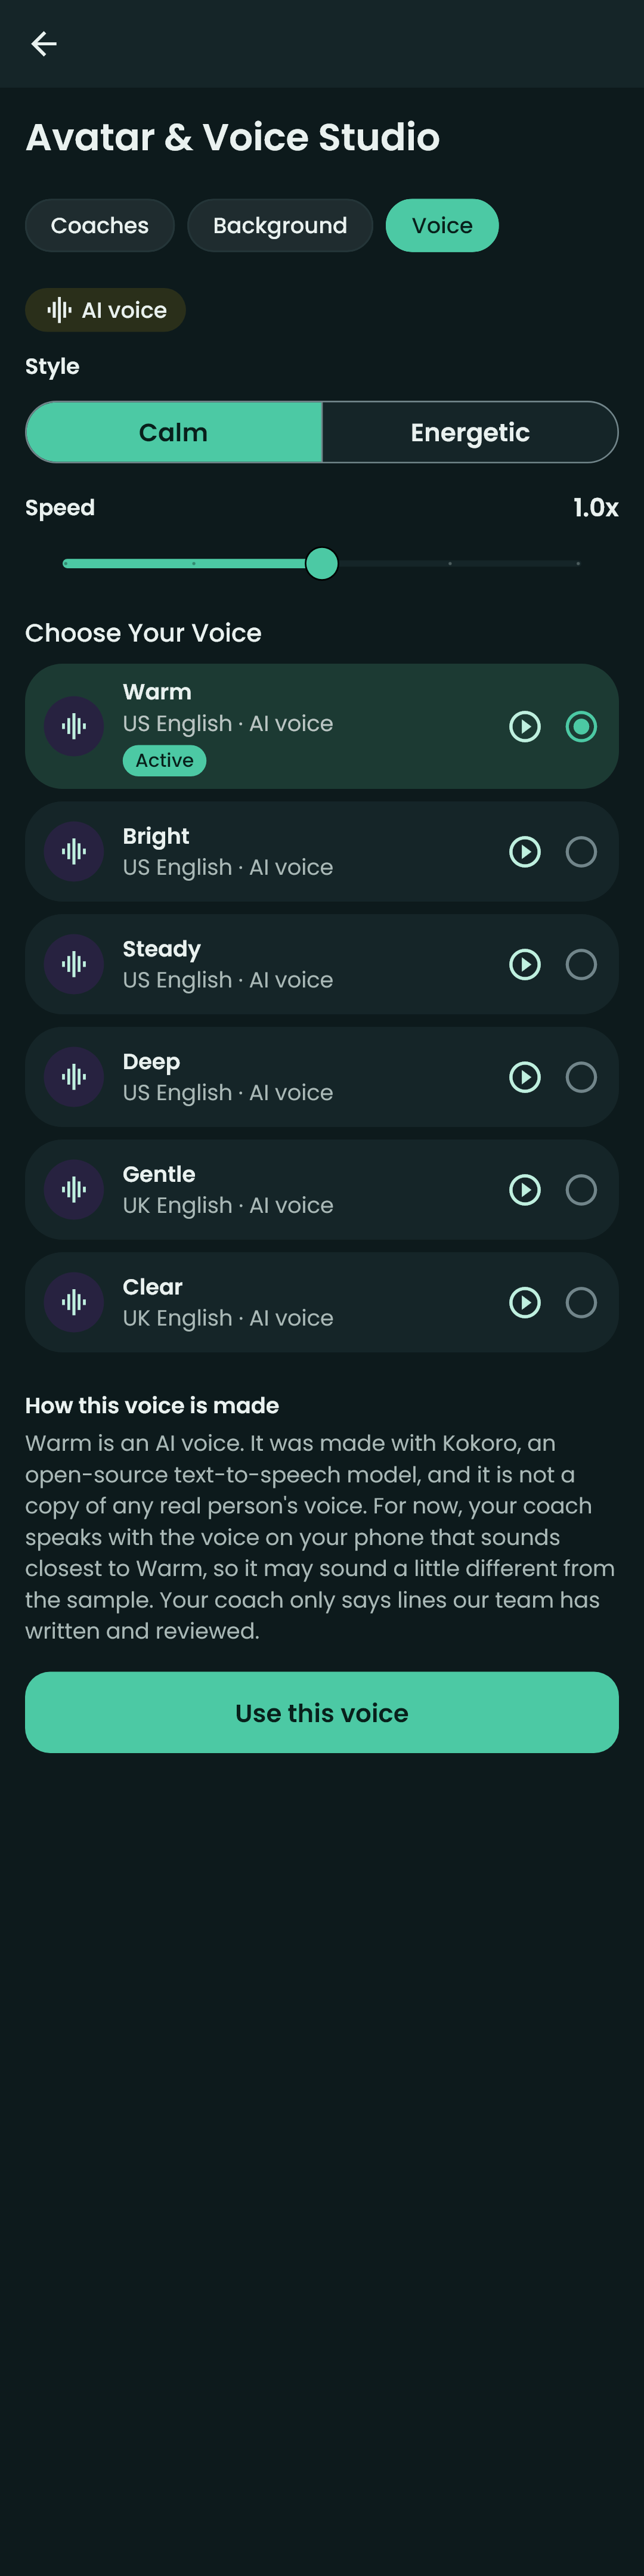 Avatar & Voice Studio
Coaches
Background
Voice
AI voice
Style
Calm
Energetic
Speed
1.0x
Choose Your Voice
Warm
US English · AI voice
Active
Bright
US English · AI voice
Steady
US English · AI voice
Deep
US English · AI voice
Gentle
UK English · AI voice
Clear
UK English · AI voice
How this voice is made
Warm is an AI voice. It was made with Kokoro, an
open-source text-to-speech model, and it is not a
copy of any real person's voice. For now, your coach
speaks with the voice on your phone that sounds
closest to Warm, so it may sound a little different from
the sample. Your coach only says lines our team has
written and reviewed.
Use this voice